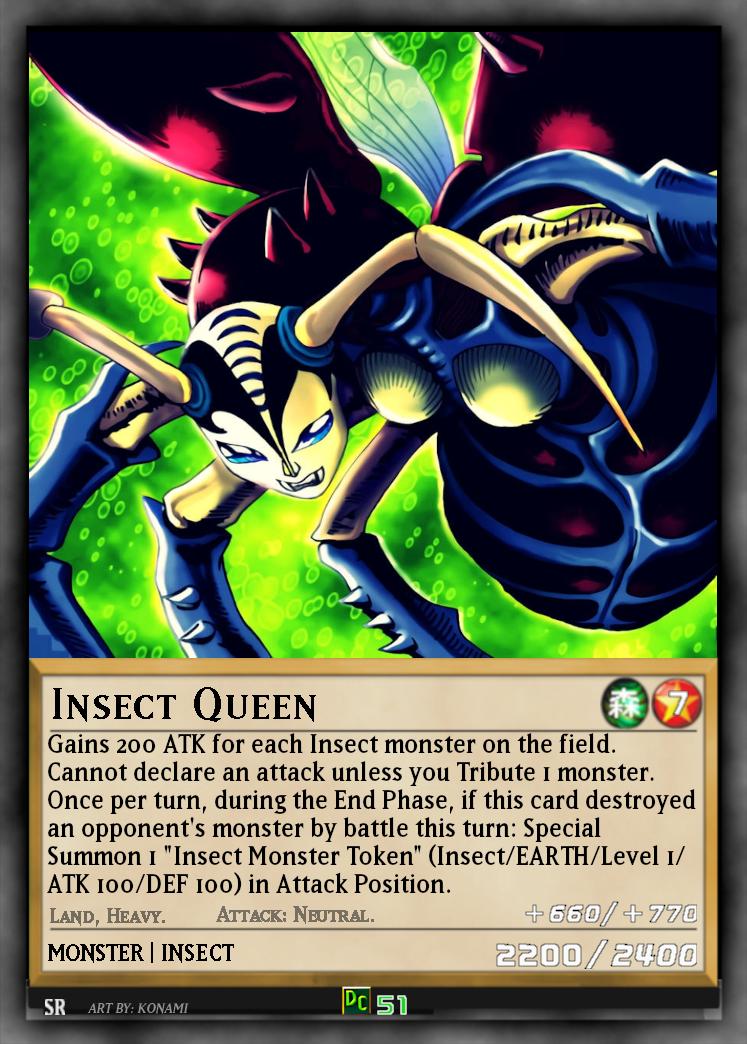 Insect Queen 森 7
Gains 200 ATK for each Insect monster on the field.
Cannot declare an attack unless you Tribute 1 monster.
Once per turn, during the End Phase, if this card destroyed
an opponent's monster by battle this turn: Special
Summon 1 "Insect Monster Token" (Insect/EARTH/Level 1/
ATK 100/DEF 100) in Attack Position.
Land, Heavy. Attack: Neutral. +660/+770
MONSTER | INSECT 2200/2400
SR ART BY: KONAMI DC 51